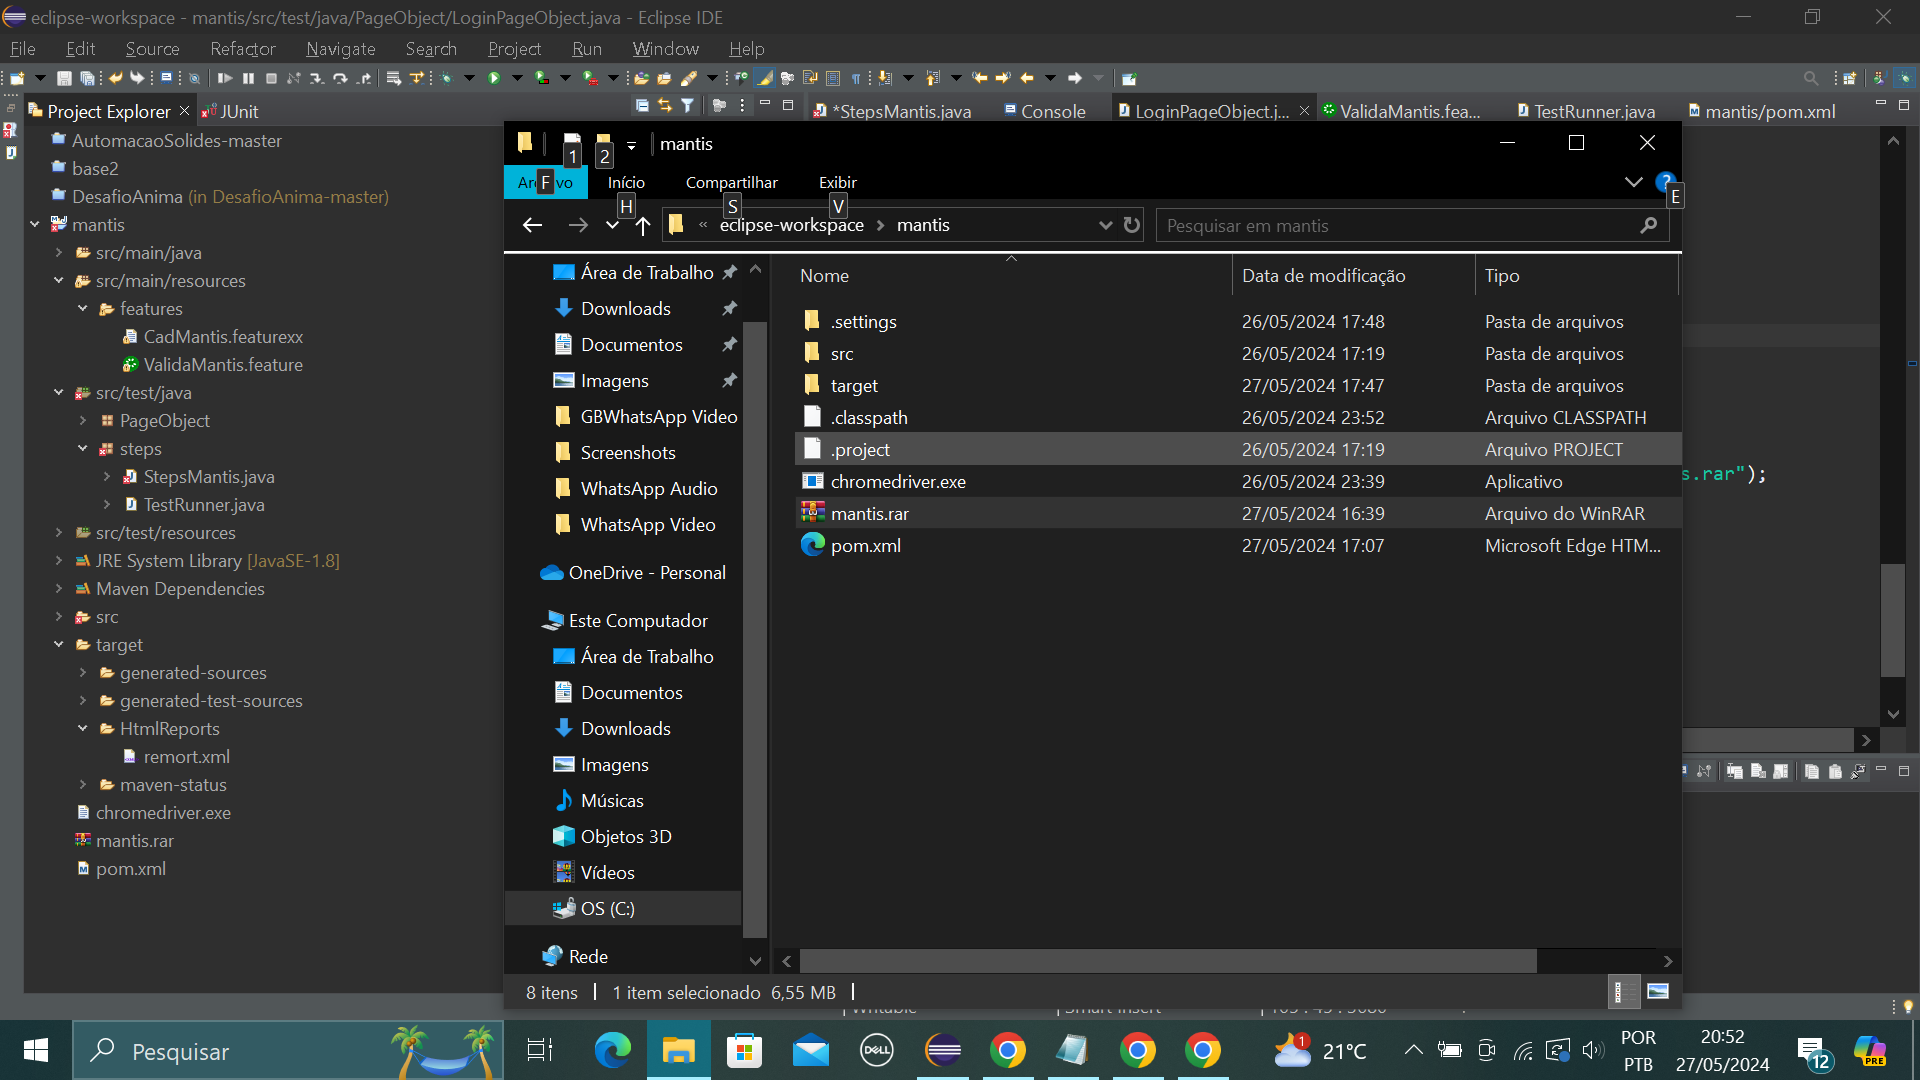 eclipse-workspace - mantis/src/test/java/PageObject/LoginPageObject.java - Eclipse IDE
File Edit Source Refactor Navigate Search Project Run Window Help
Project Explorer
JUnit
*StepsMantis.java
Console
LoginPageObject.j...
ValidaMantis.fea...
TestRunner.java
mantis/pom.xml
AutomacaoSolides-master
base2
DesafioAnima (in DesafioAnima-master)
mantis
src/main/java
src/main/resources
features
CadMantis.featurexx
ValidaMantis.feature
src/test/java
PageObject
steps
StepsMantis.java
TestRunner.java
src/test/resources
JRE System Library [JavaSE-1.8]
Maven Dependencies
src
target
generated-sources
generated-test-sources
HtmlReports
remort.xml
maven-status
chromedriver.exe
mantis.rar
pom.xml
1 2 mantis
F Início Compartilhar Exibir
H S V E
« eclipse-workspace > mantis
Pesquisar em mantis
Área de Trabalho
Downloads
Documentos
Imagens
GBWhatsApp Video
Screenshots
WhatsApp Audio
WhatsApp Video
OneDrive - Personal
Este Computador
Área de Trabalho
Documentos
Downloads
Imagens
Músicas
Objetos 3D
Vídeos
OS (C:)
Rede
Nome Data de modificação Tipo
.settings 26/05/2024 17:48 Pasta de arquivos
src 26/05/2024 17:19 Pasta de arquivos
target 27/05/2024 17:47 Pasta de arquivos
.classpath 26/05/2024 23:52 Arquivo CLASSPATH
.project 26/05/2024 17:19 Arquivo PROJECT
chromedriver.exe 26/05/2024 23:39 Aplicativo
mantis.rar 27/05/2024 16:39 Arquivo do WinRAR
pom.xml 27/05/2024 17:07 Microsoft Edge HTM...
s.rar");
8 itens 1 item selecionado 6,55 MB
Pesquisar
DELL
1
21°C
POR
PTB
20:52
27/05/2024
12
PRE